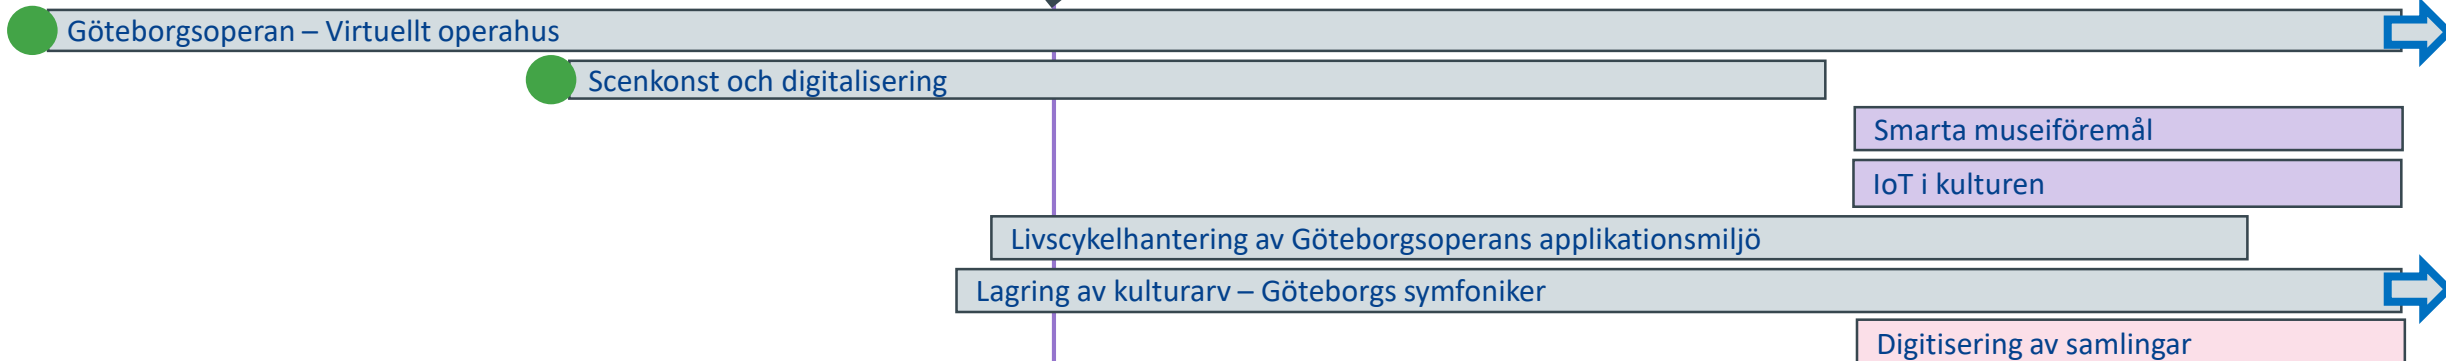 Göteborgsoperan – Virtuellt operahus
Scenkonst och digitalisering
Smarta museiföremål
IoT i kulturen
Livscykelhantering av Göteborgsoperans applikationsmiljö
Lagring av kulturarv – Göteborgs symfoniker
Digitisering av samlingar